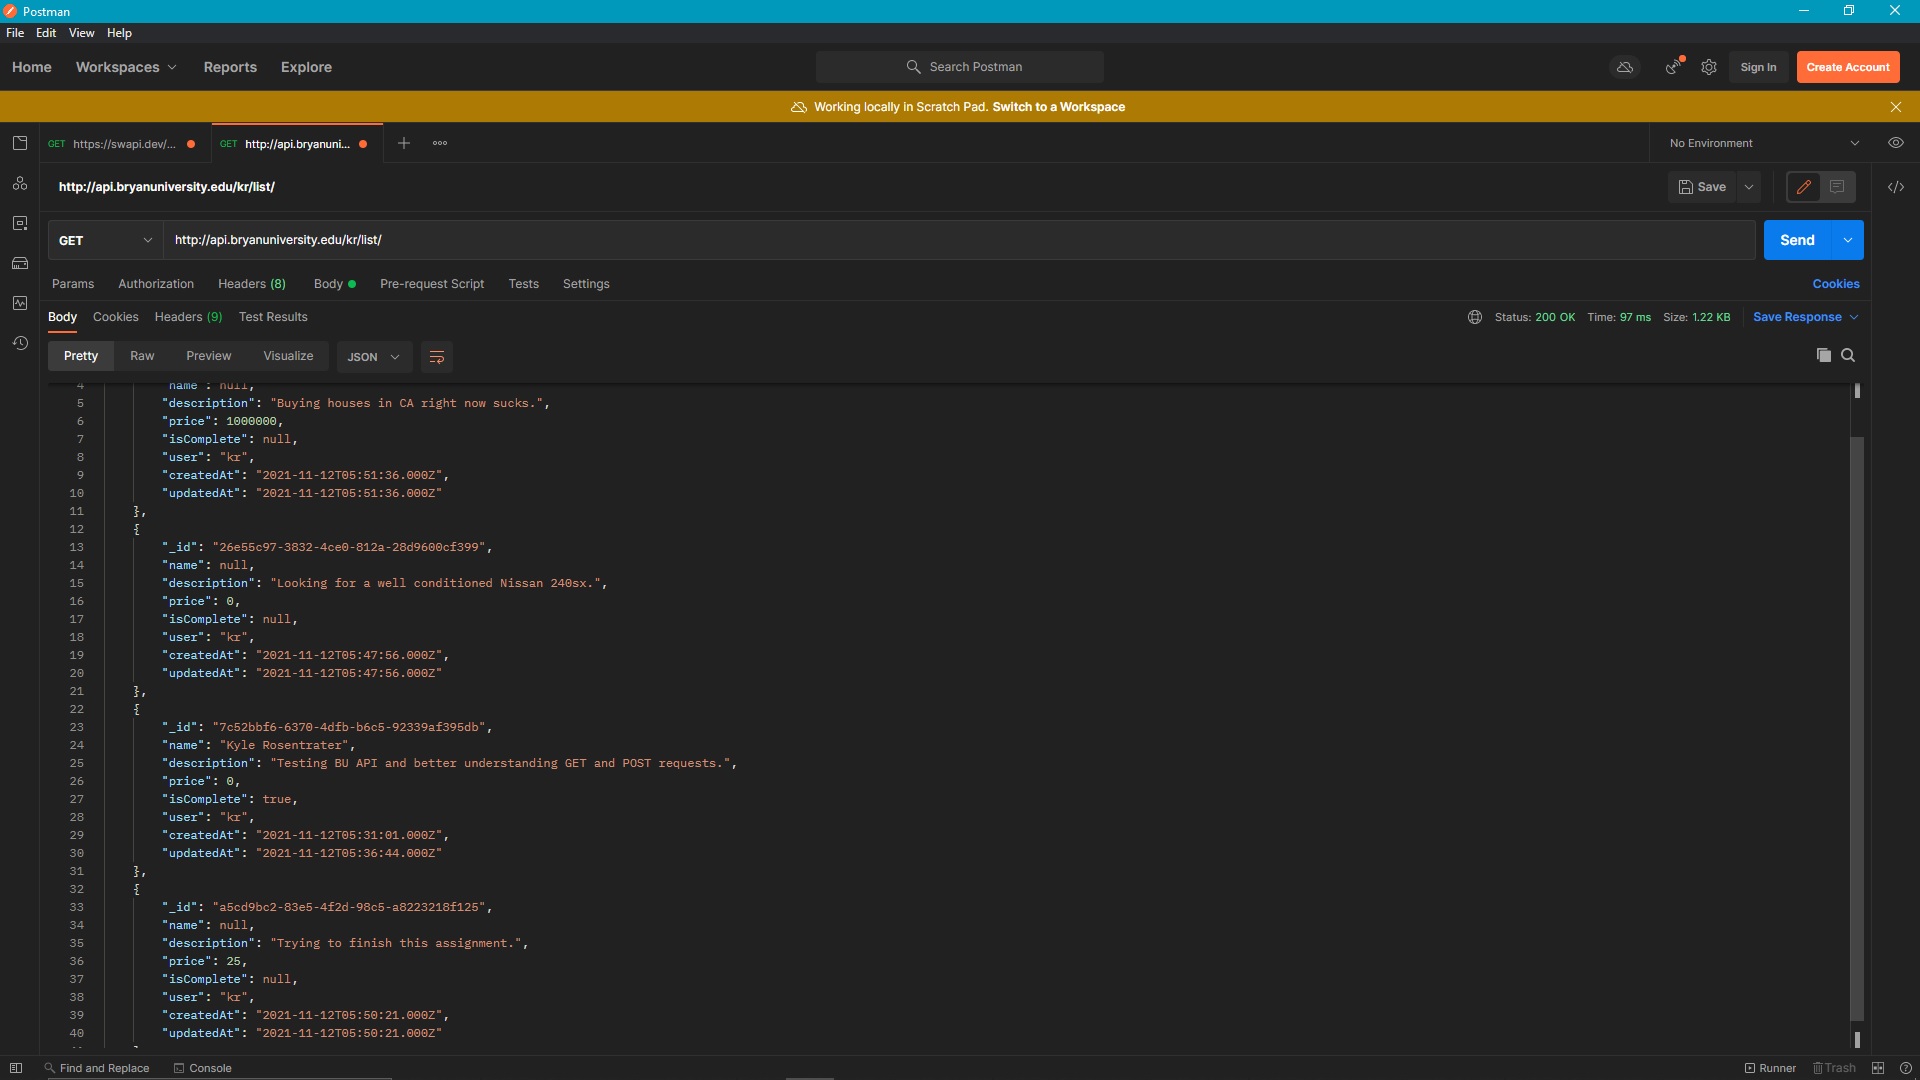 Postman
File Edit View Help
Home Workspaces Reports Explore Search Postman Sign In Create Account
Working locally in Scratch Pad. Switch to a Workspace
GET https://swapi.dev/... GET http://api.bryanuni... No Environment
http://api.bryanuniversity.edu/kr/list/ Save
GET http://api.bryanuniversity.edu/kr/list/ Send
Params Authorization Headers (8) Body Pre-request Script Tests Settings Cookies
Body Cookies Headers (9) Test Results Status: 200 OK Time: 97 ms Size: 1.22 KB Save Response
Pretty Raw Preview Visualize JSON
4 "name": null,
5 "description": "Buying houses in CA right now sucks.",
6 "price": 1000000,
7 "isComplete": null,
8 "user": "kr",
9 "createdAt": "2021-11-12T05:51:36.000Z",
10 "updatedAt": "2021-11-12T05:51:36.000Z"
11 },
12 {
13 "_id": "26e55c97-3832-4ce0-812a-28d9600cf399",
14 "name": null,
15 "description": "Looking for a well conditioned Nissan 240sx.",
16 "price": 0,
17 "isComplete": null,
18 "user": "kr",
19 "createdAt": "2021-11-12T05:47:56.000Z",
20 "updatedAt": "2021-11-12T05:47:56.000Z"
21 },
22 {
23 "_id": "7c52bbf6-6370-4dfb-b6c5-92339af395db",
24 "name": "Kyle Rosentrater",
25 "description": "Testing BU API and better understanding GET and POST requests.",
26 "price": 0,
27 "isComplete": true,
28 "user": "kr",
29 "createdAt": "2021-11-12T05:31:01.000Z",
30 "updatedAt": "2021-11-12T05:36:44.000Z"
31 },
32 {
33 "_id": "a5cd9bc2-83e5-4f2d-98c5-a8223218f125",
34 "name": null,
35 "description": "Trying to finish this assignment.",
36 "price": 25,
37 "isComplete": null,
38 "user": "kr",
39 "createdAt": "2021-11-12T05:50:21.000Z",
40 "updatedAt": "2021-11-12T05:50:21.000Z"
Find and Replace Console Runner Trash